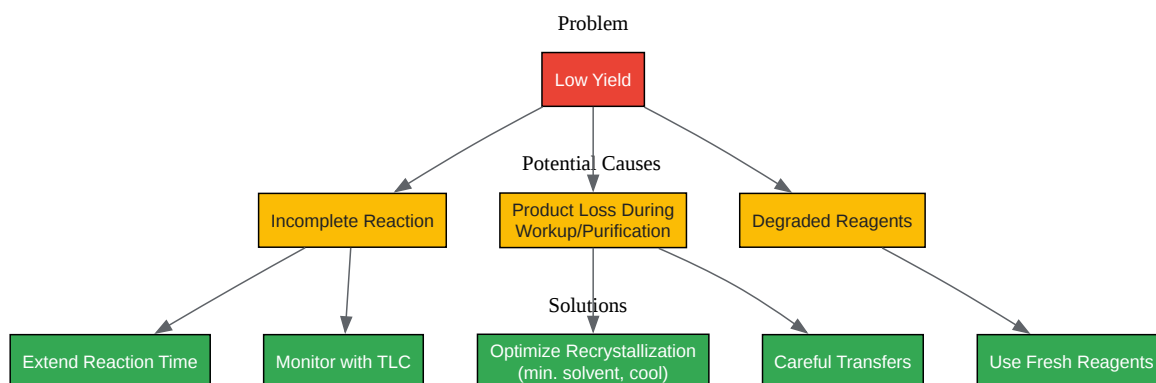 Problem
Low Yield
Potential Causes
Incomplete Reaction
Product Loss During
Workup/Purification
Degraded Reagents
Solutions
Extend Reaction Time
Monitor with TLC
Optimize Recrystallization
(min. solvent, cool)
Careful Transfers
Use Fresh Reagents